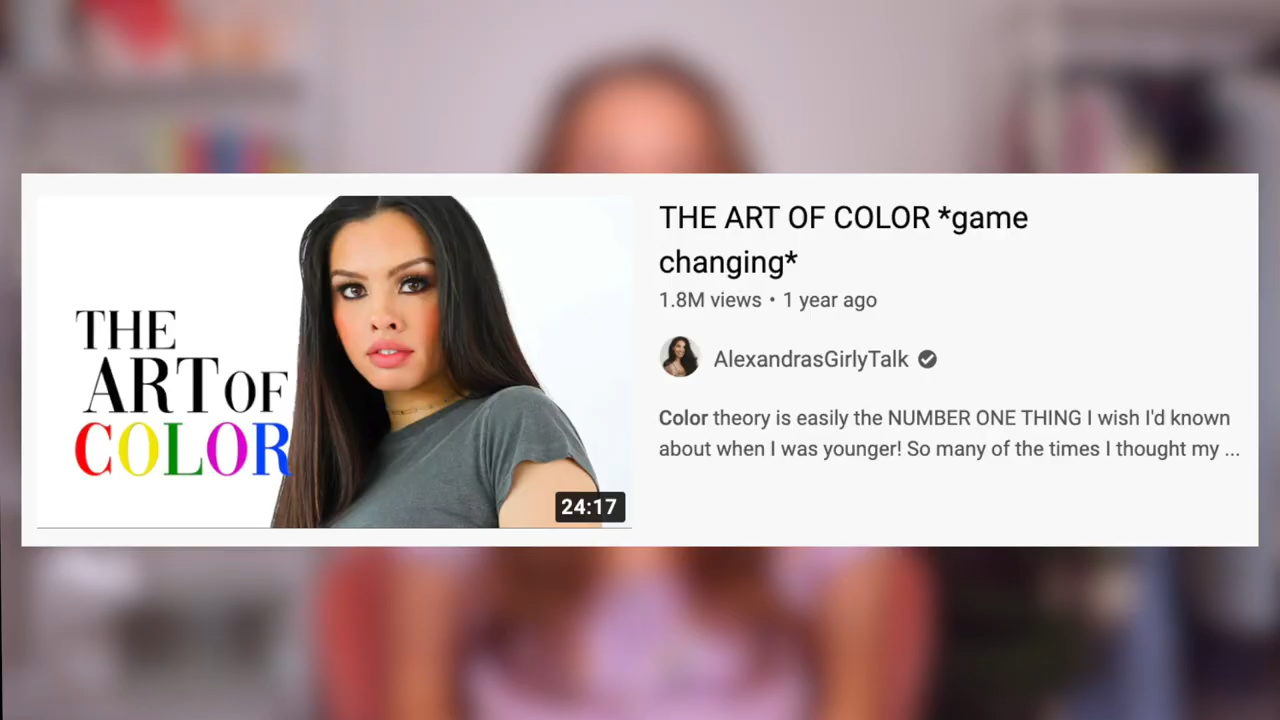 THE
ART OF
COLOR
24:17
THE ART OF COLOR *game
changing*
1.8M views • 1 year ago
AlexandrasGirlyTalk
Color theory is easily the NUMBER ONE THING I wish I'd known
about when I was younger! So many of the times I thought my ...